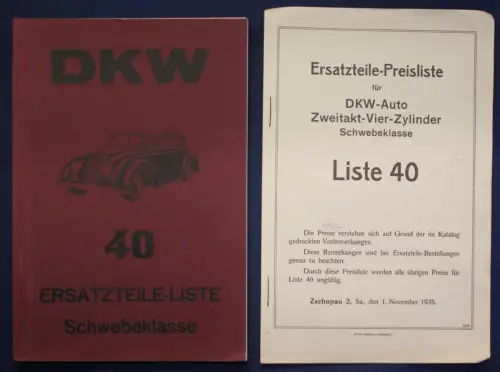 DKW
40
ERSATZTEILE-LISTE
Schwebeklasse
Ersatzteile-Preisliste
für
DKW-Auto
Zweitakt-Vier-Zylinder
Schwebeklasse
Liste 40
Die Preise verstehen sich auf Grund der im Katalog
gedruckten Vorbemerkungen.
Diese Bemerkungen sind bei Ersatzteile-Bestellungen
genau zu beachten.
Durch diese Preisliste werden alle übrigen Preise für
Liste 40 ungültig.
Zschopau 2, Sa., den 1. November 1935.